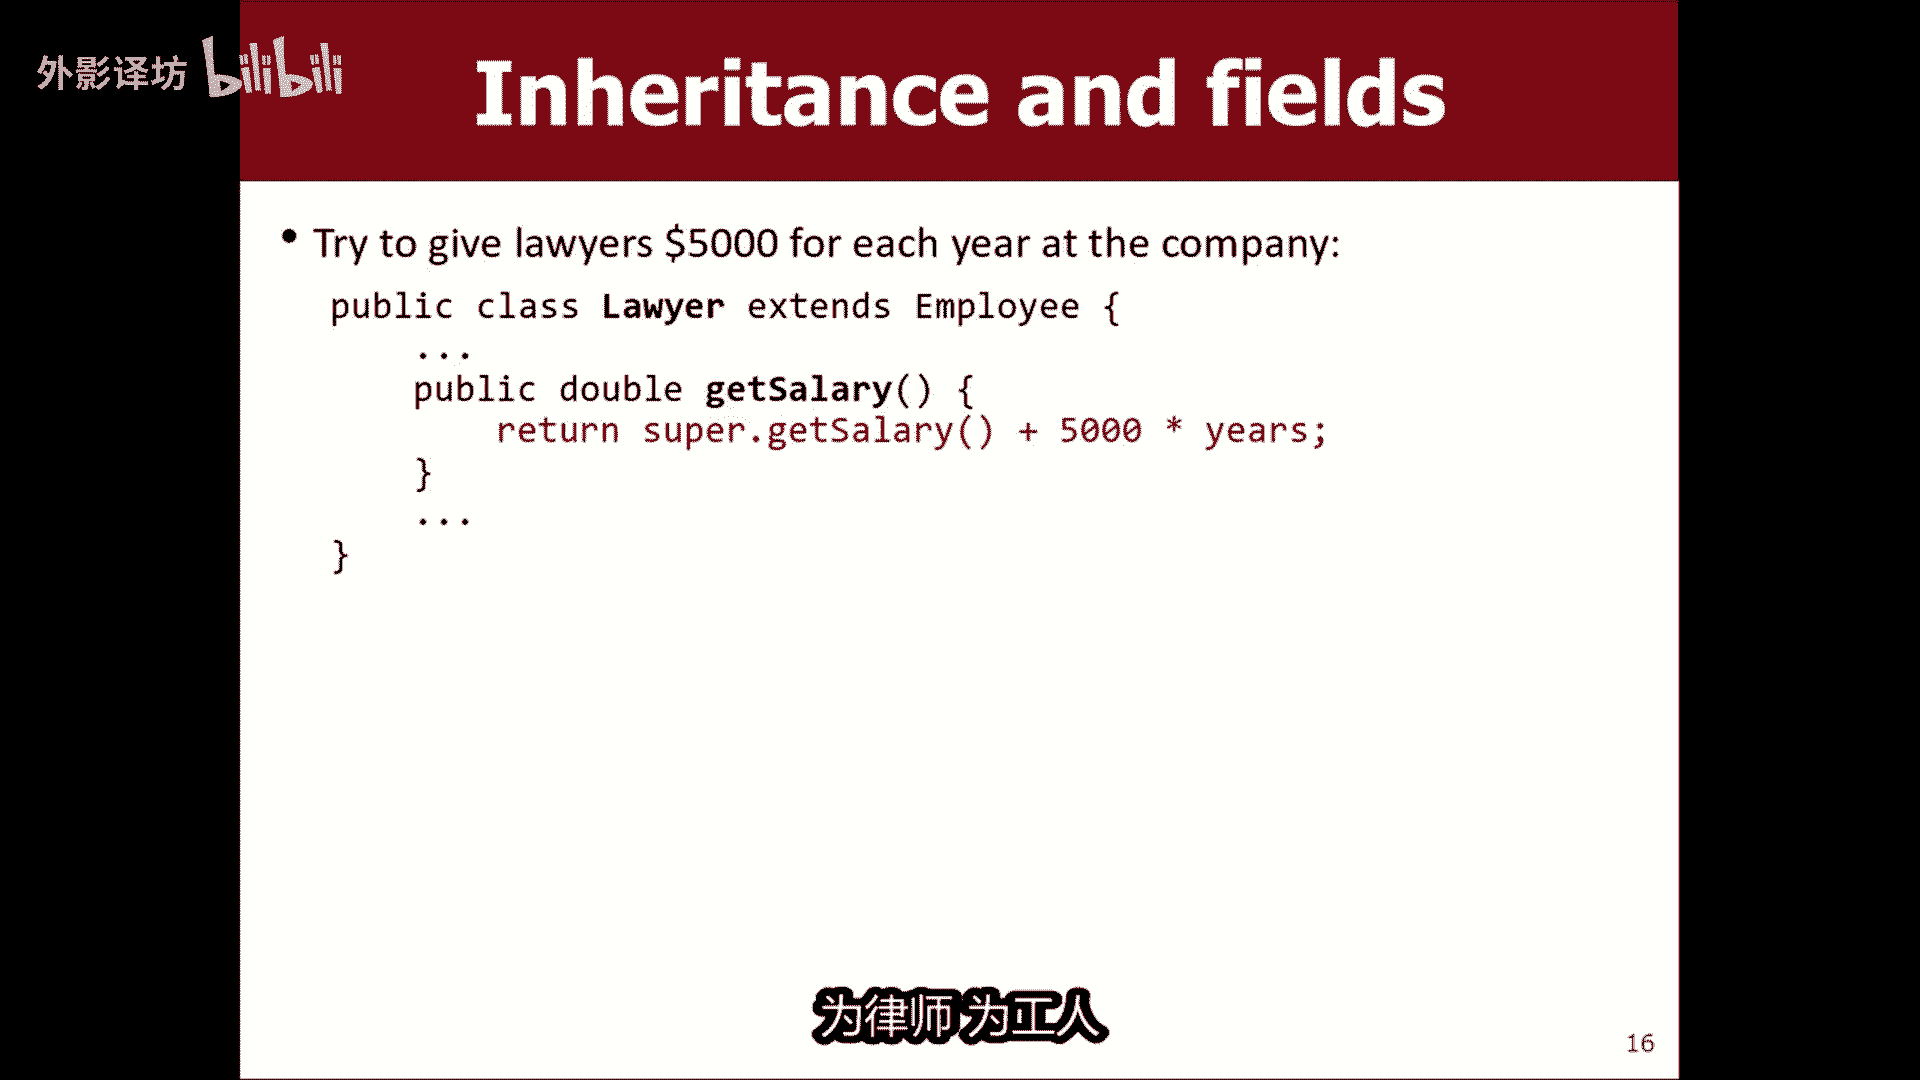 外影译坊 bilibili
Inheritance and fields
• Try to give lawyers $5000 for each year at the company:
public class Lawyer extends Employee {
...
public double getSalary() {
return super.getSalary() + 5000 * years;
}
...
}
为律师 为工人
16